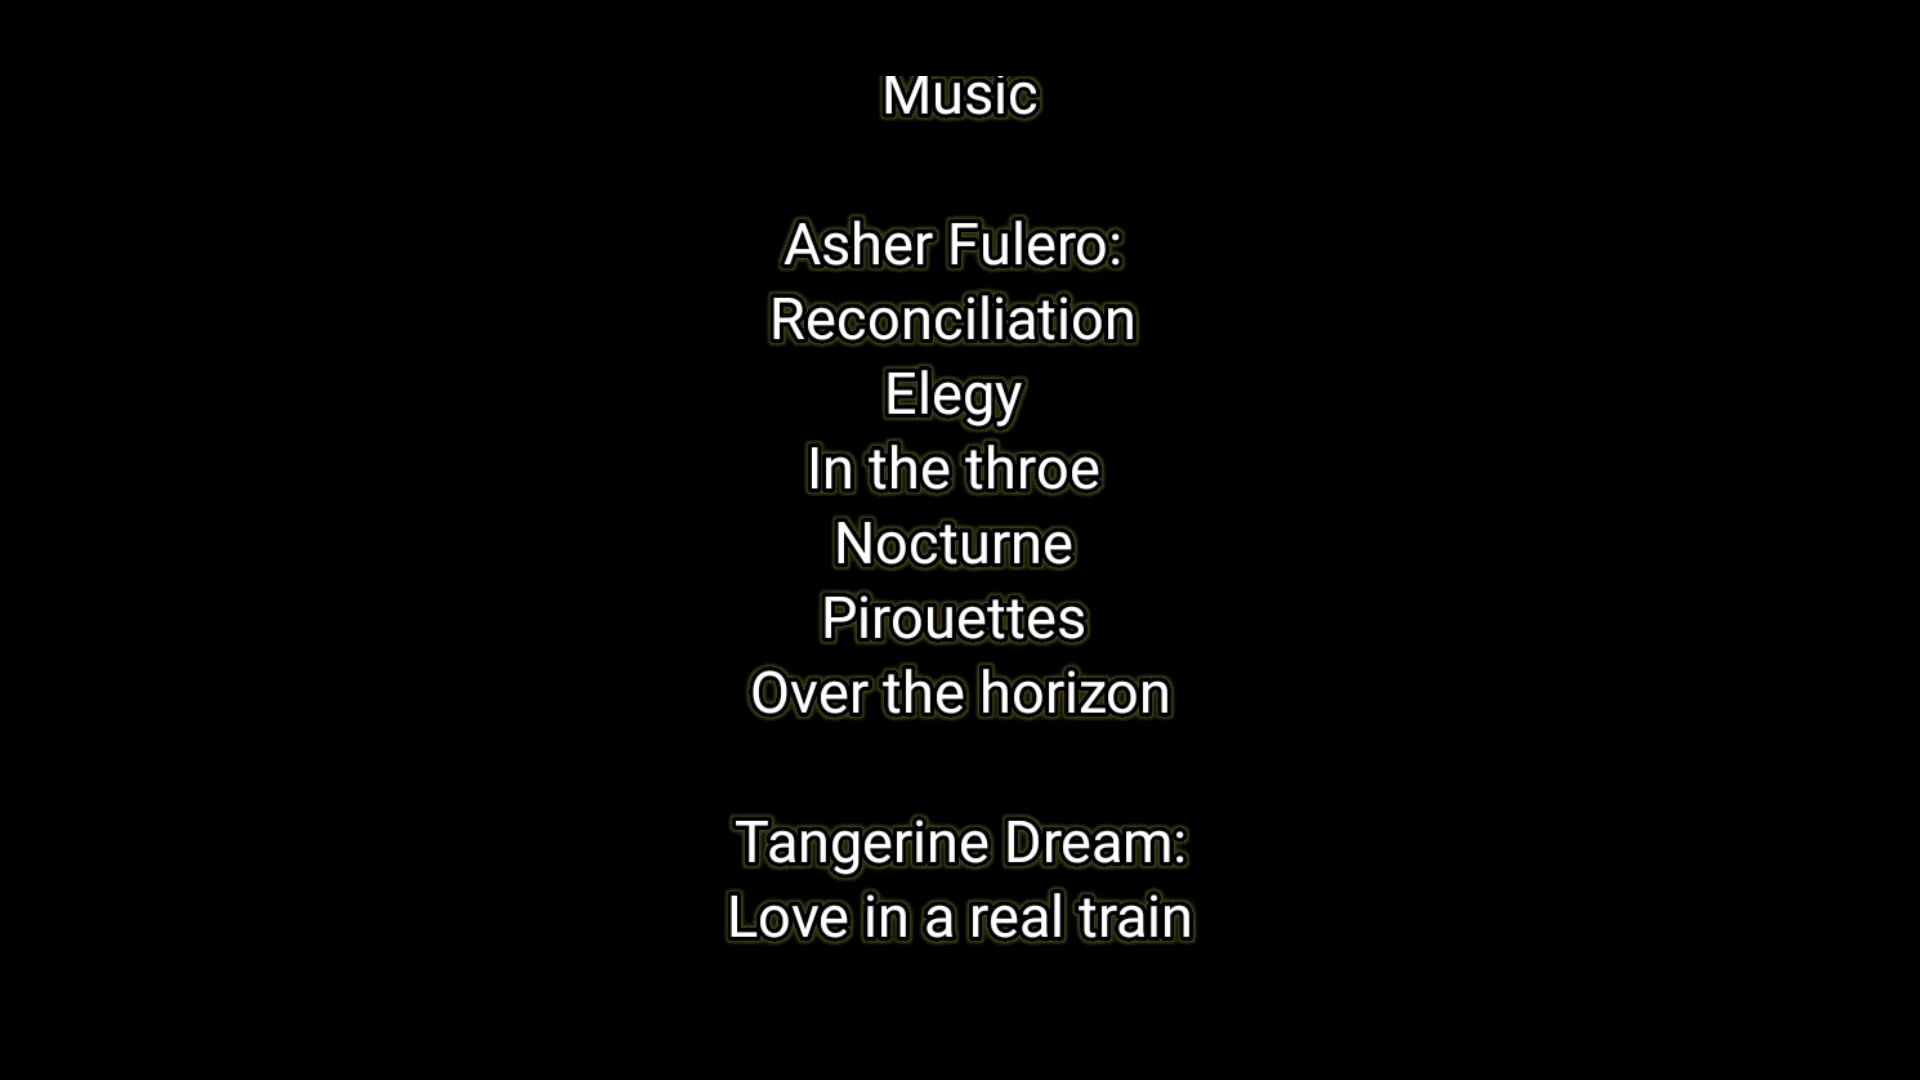 Music
Asher Fulero:
Reconciliation
Elegy
In the throe
Nocturne
Pirouettes
Over the horizon
Tangerine Dream:
Love in a real train